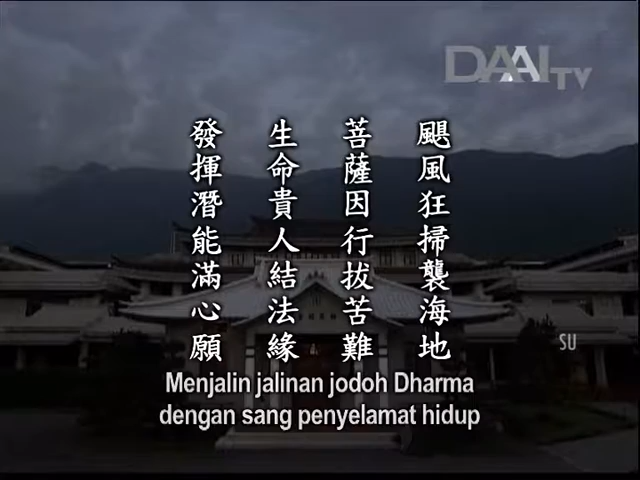 DAAI TV
颶風狂掃襲海地
菩薩因行拔苦難
生命貴人結法緣
發揮潛能滿心願
SU
Menjalin jalinan jodoh Dharma
dengan sang penyelamat hidup